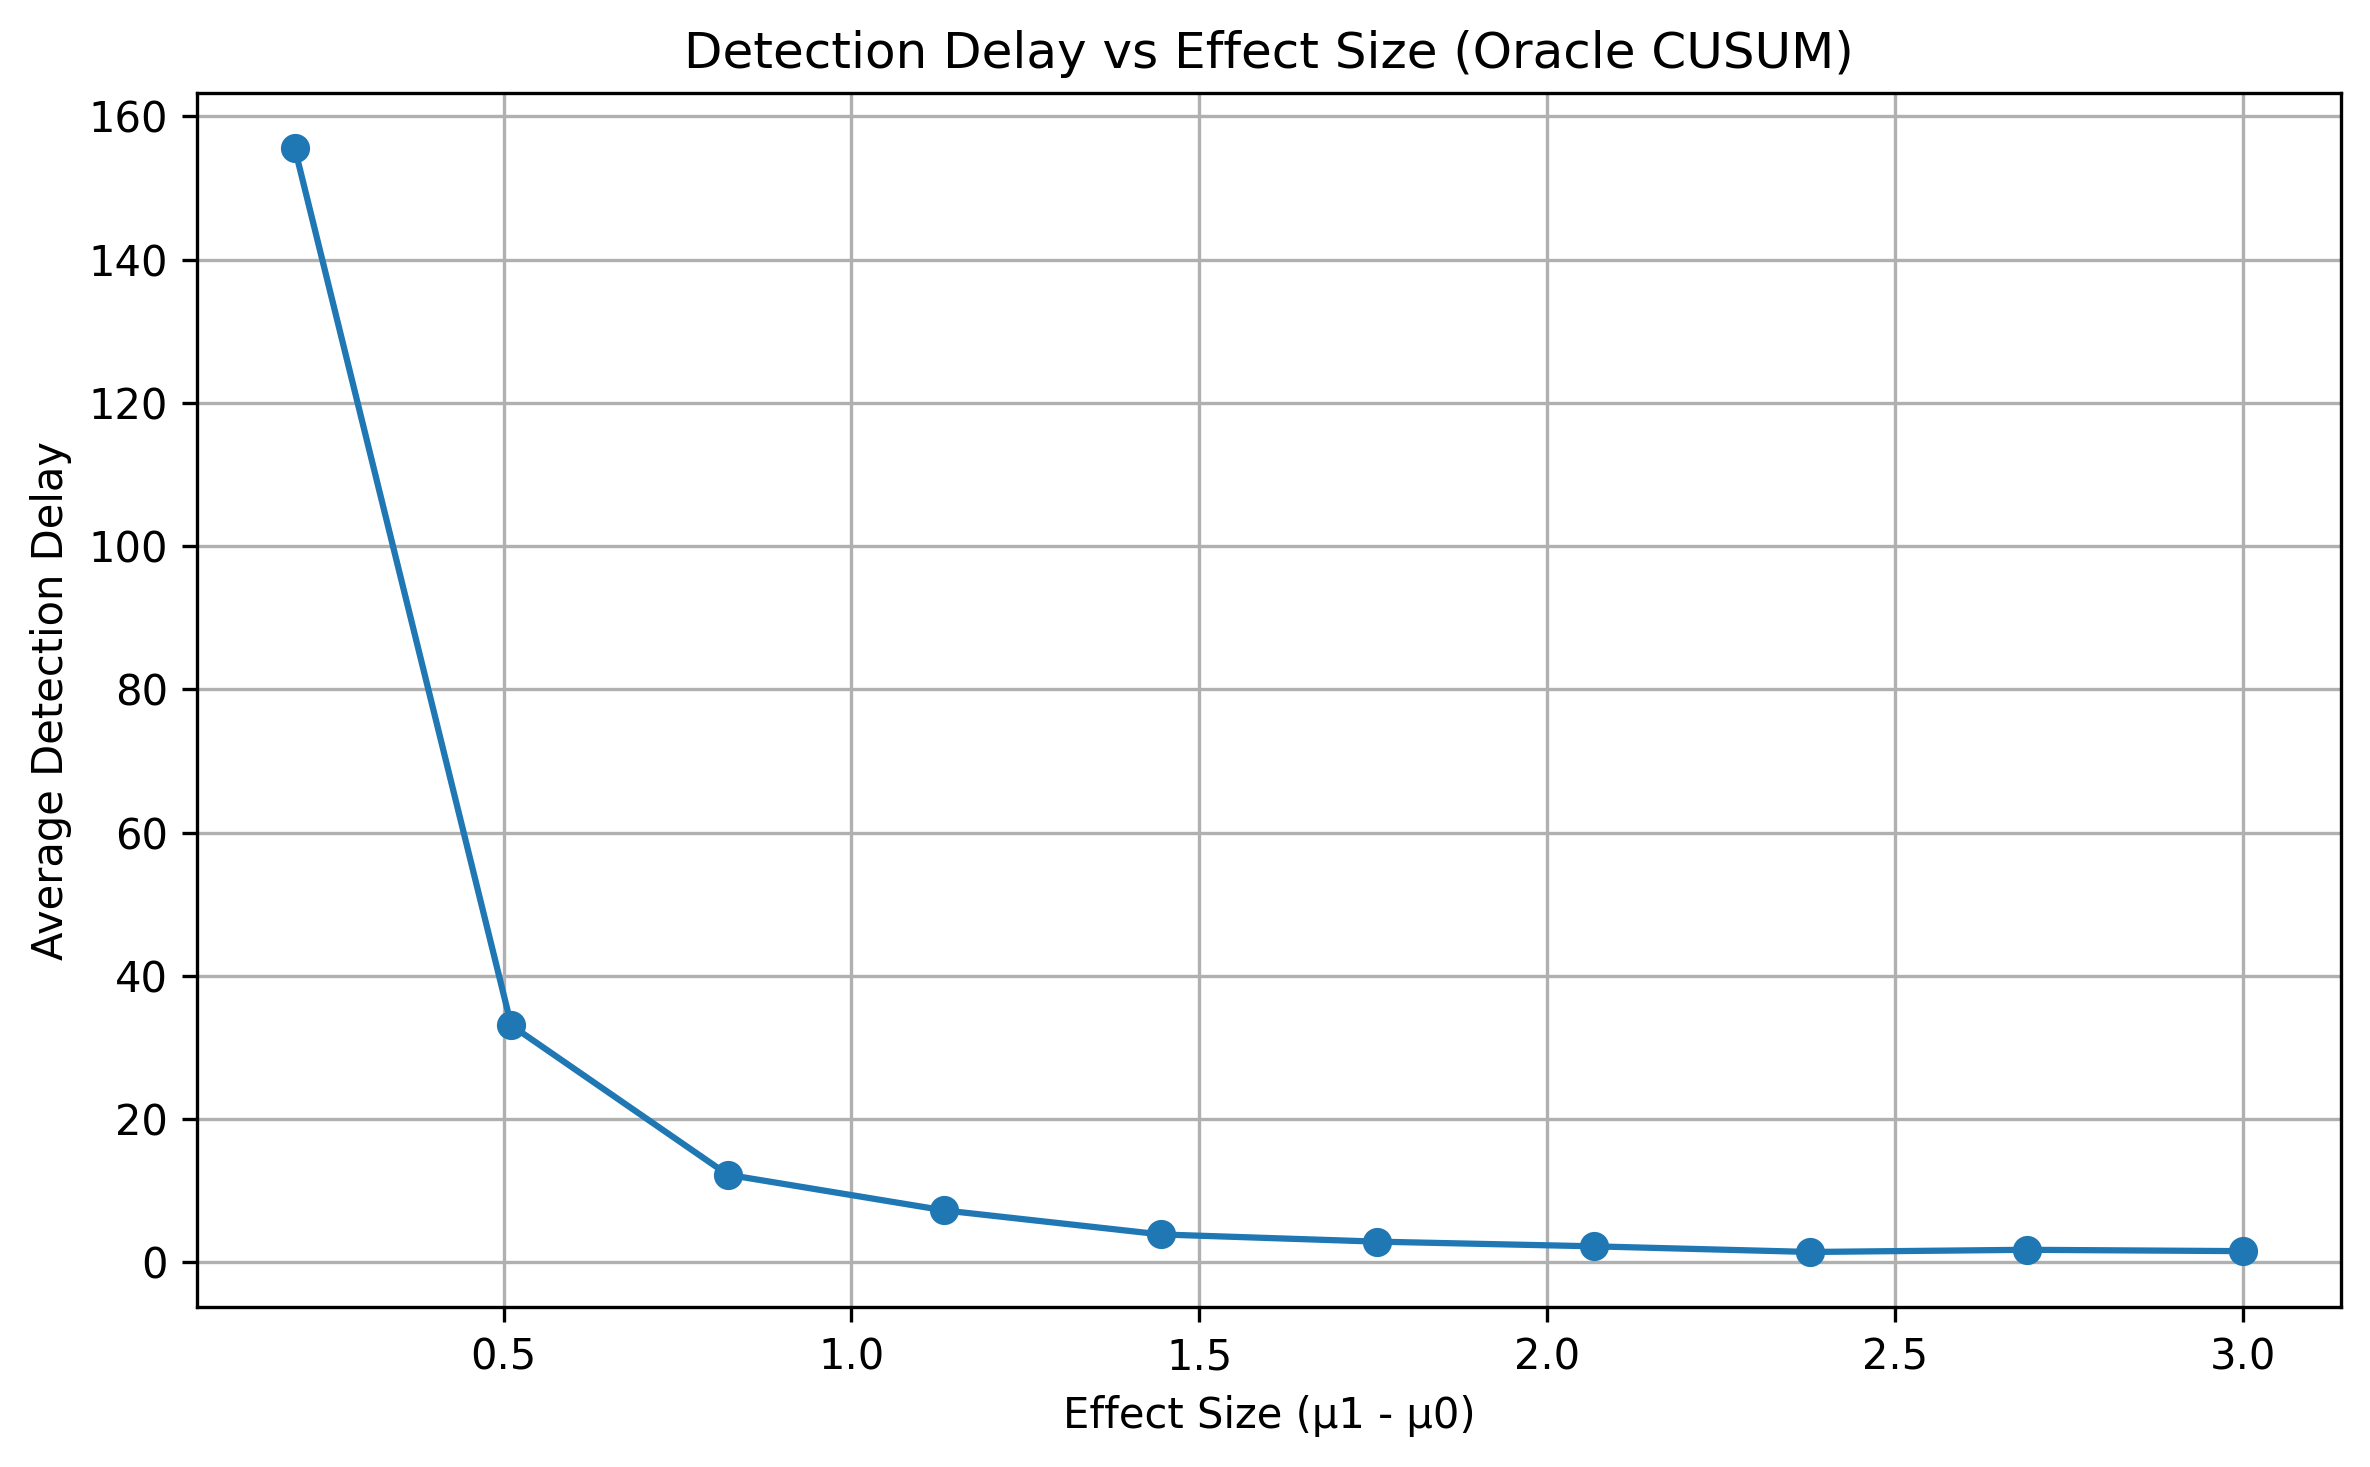 Detection Delay vs Effect Size (Oracle CUSUM)
160
140
120
100
80
60
40
20
0
Average Detection Delay
0.5 1.0 1.5 2.0 2.5 3.0
Effect Size (μ1 - μ0)